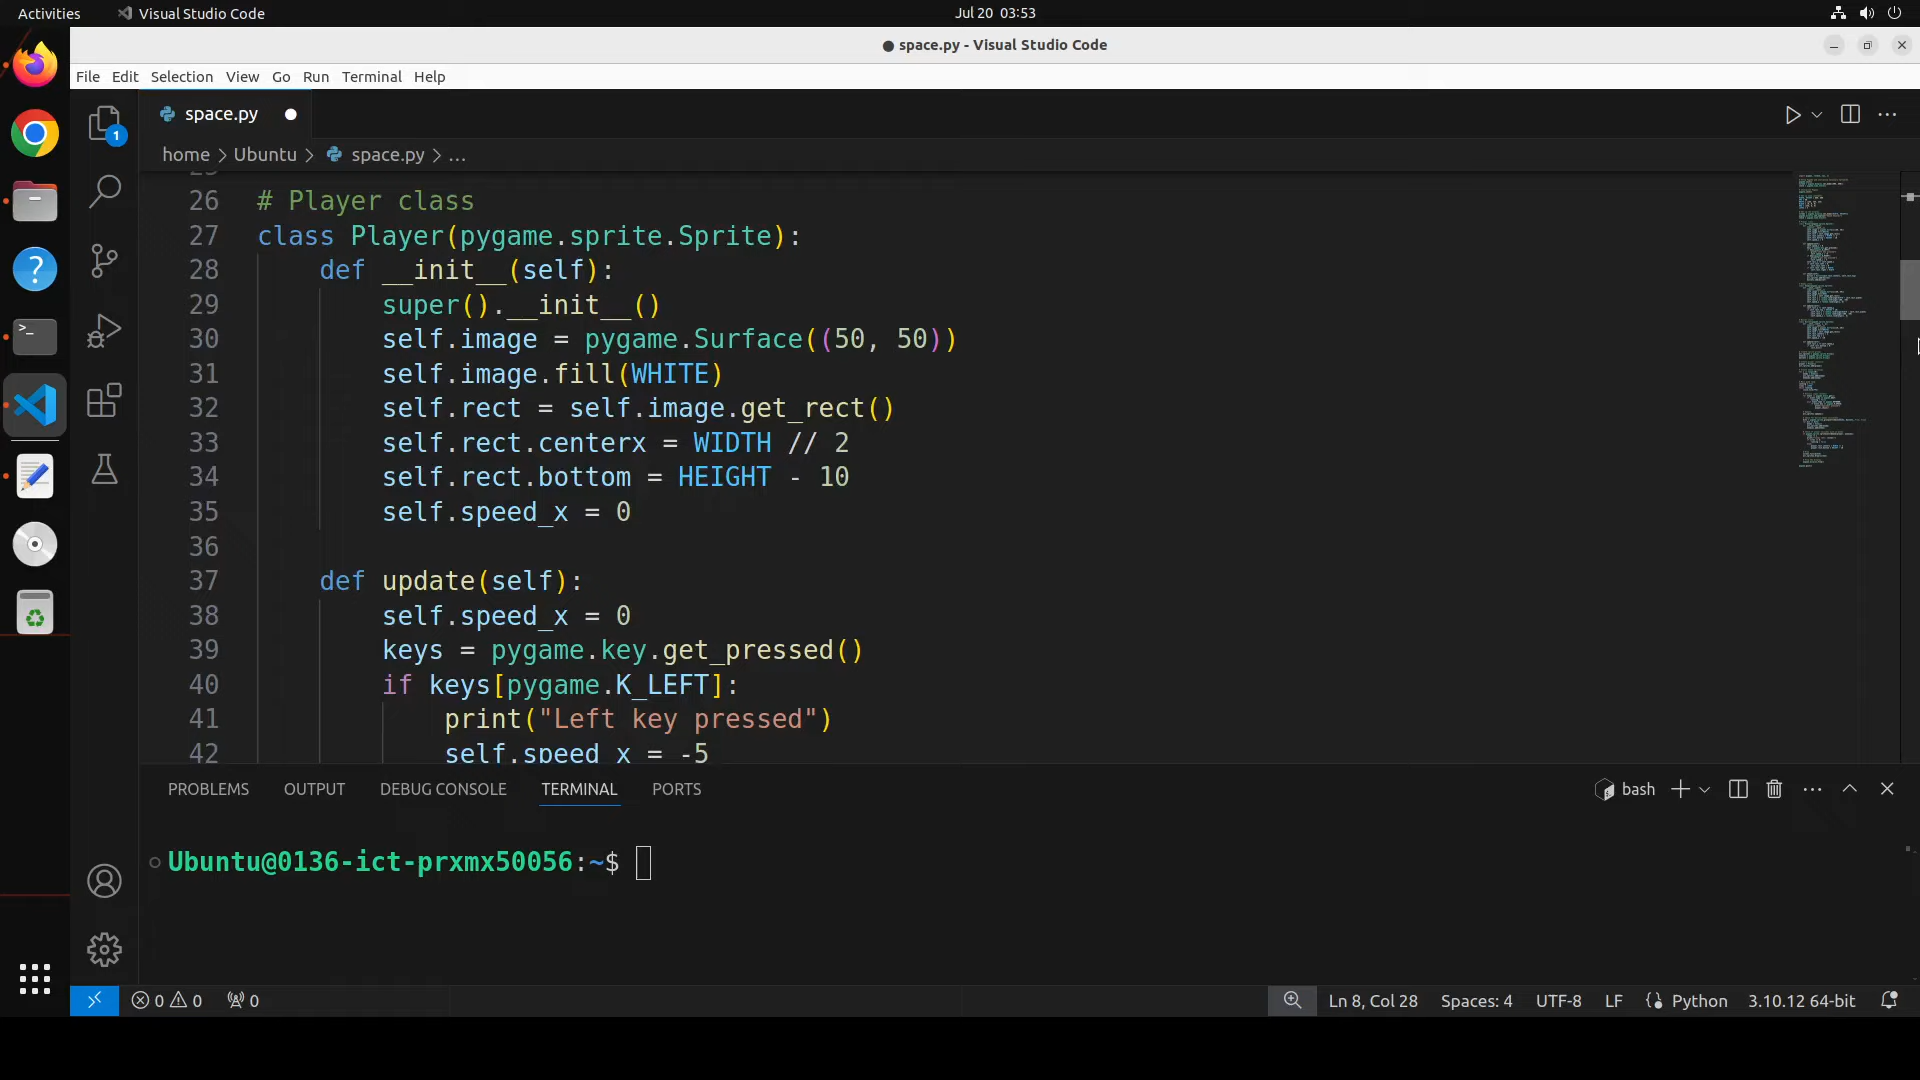 Activities
Visual Studio Code
Jul 20 03:53
space.py - Visual Studio Code
File Edit Selection View Go Run Terminal Help
space.py
1
home > Ubuntu > space.py > ...
26 # Player class
27 class Player(pygame.sprite.Sprite):
28 def __init__(self):
29 super().__init__()
30 self.image = pygame.Surface((50, 50))
31 self.image.fill(WHITE)
32 self.rect = self.image.get_rect()
33 self.rect.centerx = WIDTH // 2
34 self.rect.bottom = HEIGHT - 10
35 self.speed_x = 0
36
37 def update(self):
38 self.speed_x = 0
39 keys = pygame.key.get_pressed()
40 if keys[pygame.K_LEFT]:
41 print("Left key pressed")
42 self.speed_x = -5
PROBLEMS OUTPUT DEBUG CONSOLE TERMINAL PORTS
bash
Ubuntu@0136-ict-prxmx50056:~$
0 0 0
Ln 8, Col 28 Spaces: 4 UTF-8 LF Python 3.10.12 64-bit